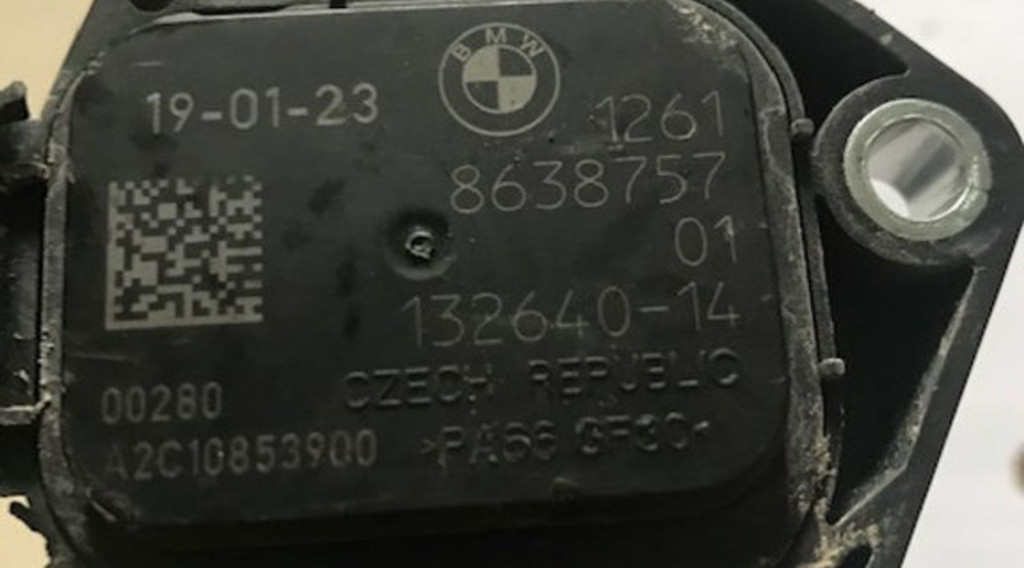 BMW
19-01-23
1261
8638757
01
132640-14
CZECH REPUBLIC
00280
A2C10853900 >PA66 GF30<